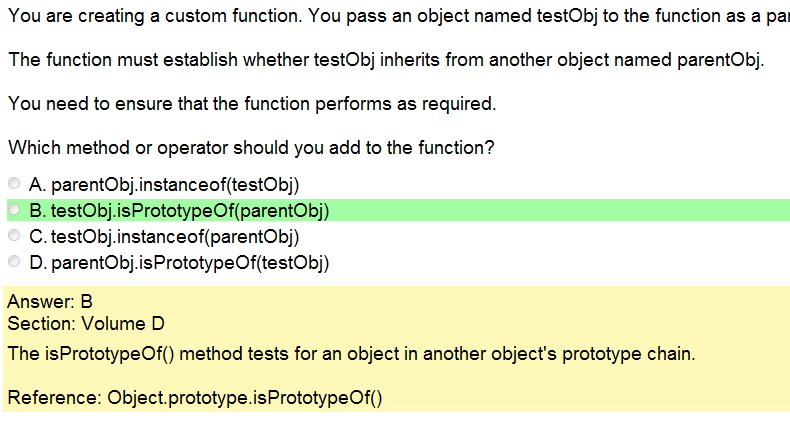 You are creating a custom function. You pass an object named testObj to the function as a
The function must establish whether testObj inherits from another object named parentObj.
You need to ensure that the function performs as required.
Which method or operator should you add to the function?
A. parentObj.instanceof(testObj)
B. testObj.isPrototypeOf(parentObj)
C. testObj.instanceof(parentObj)
D. parentObj.isPrototypeOf(testObj)
Answer: B
Section: Volume D
The isPrototypeOf() method tests for an object in another object's prototype chain.
Reference: Object.prototype.isPrototypeOf()